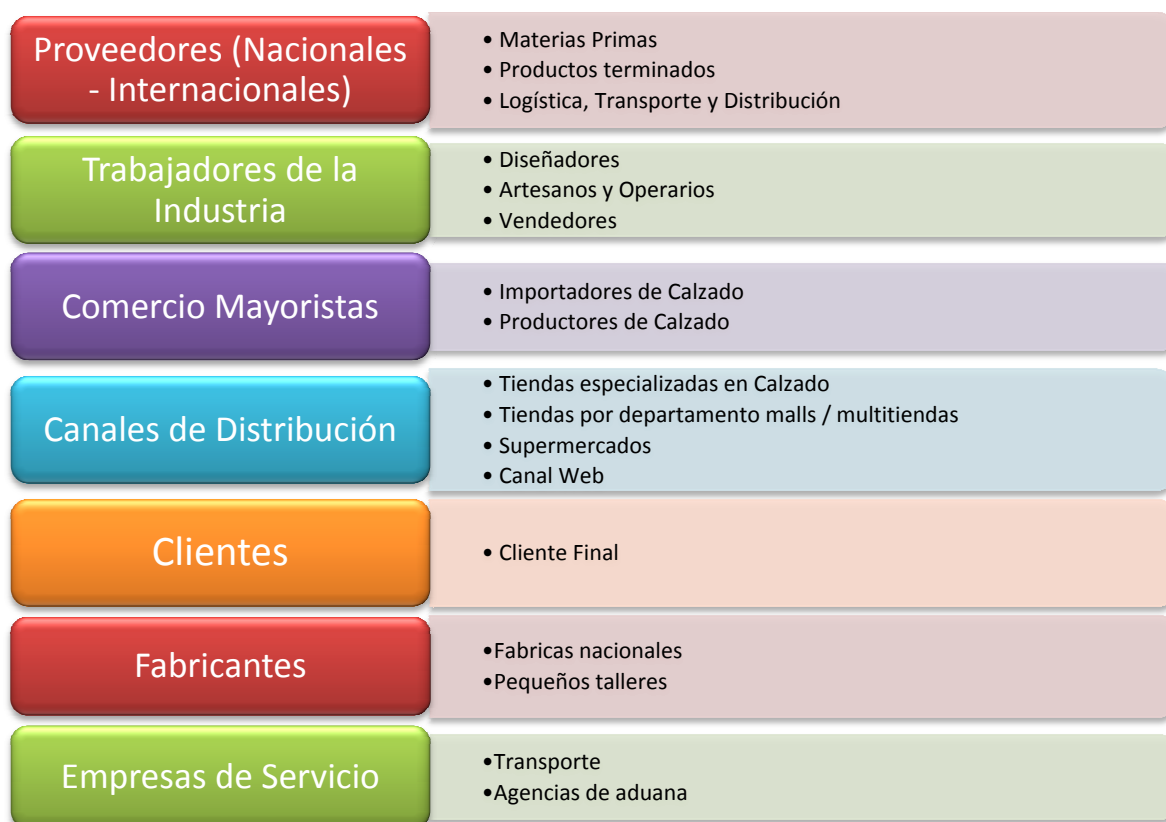 Proveedores (Nacionales
- Internacionales)
• Materias Primas
• Productos terminados
• Logística, Transporte y Distribución
Trabajadores de la
Industria
• Diseñadores
• Artesanos y Operarios
• Vendedores
Comercio Mayoristas
• Importadores de Calzado
• Productores de Calzado
Canales de Distribución
• Tiendas especializadas en Calzado
• Tiendas por departamento malls / multitiendas
• Supermercados
• Canal Web
Clientes
• Cliente Final
Fabricantes
•Fabricas nacionales
•Pequeños talleres
Empresas de Servicio
•Transporte
•Agencias de aduana